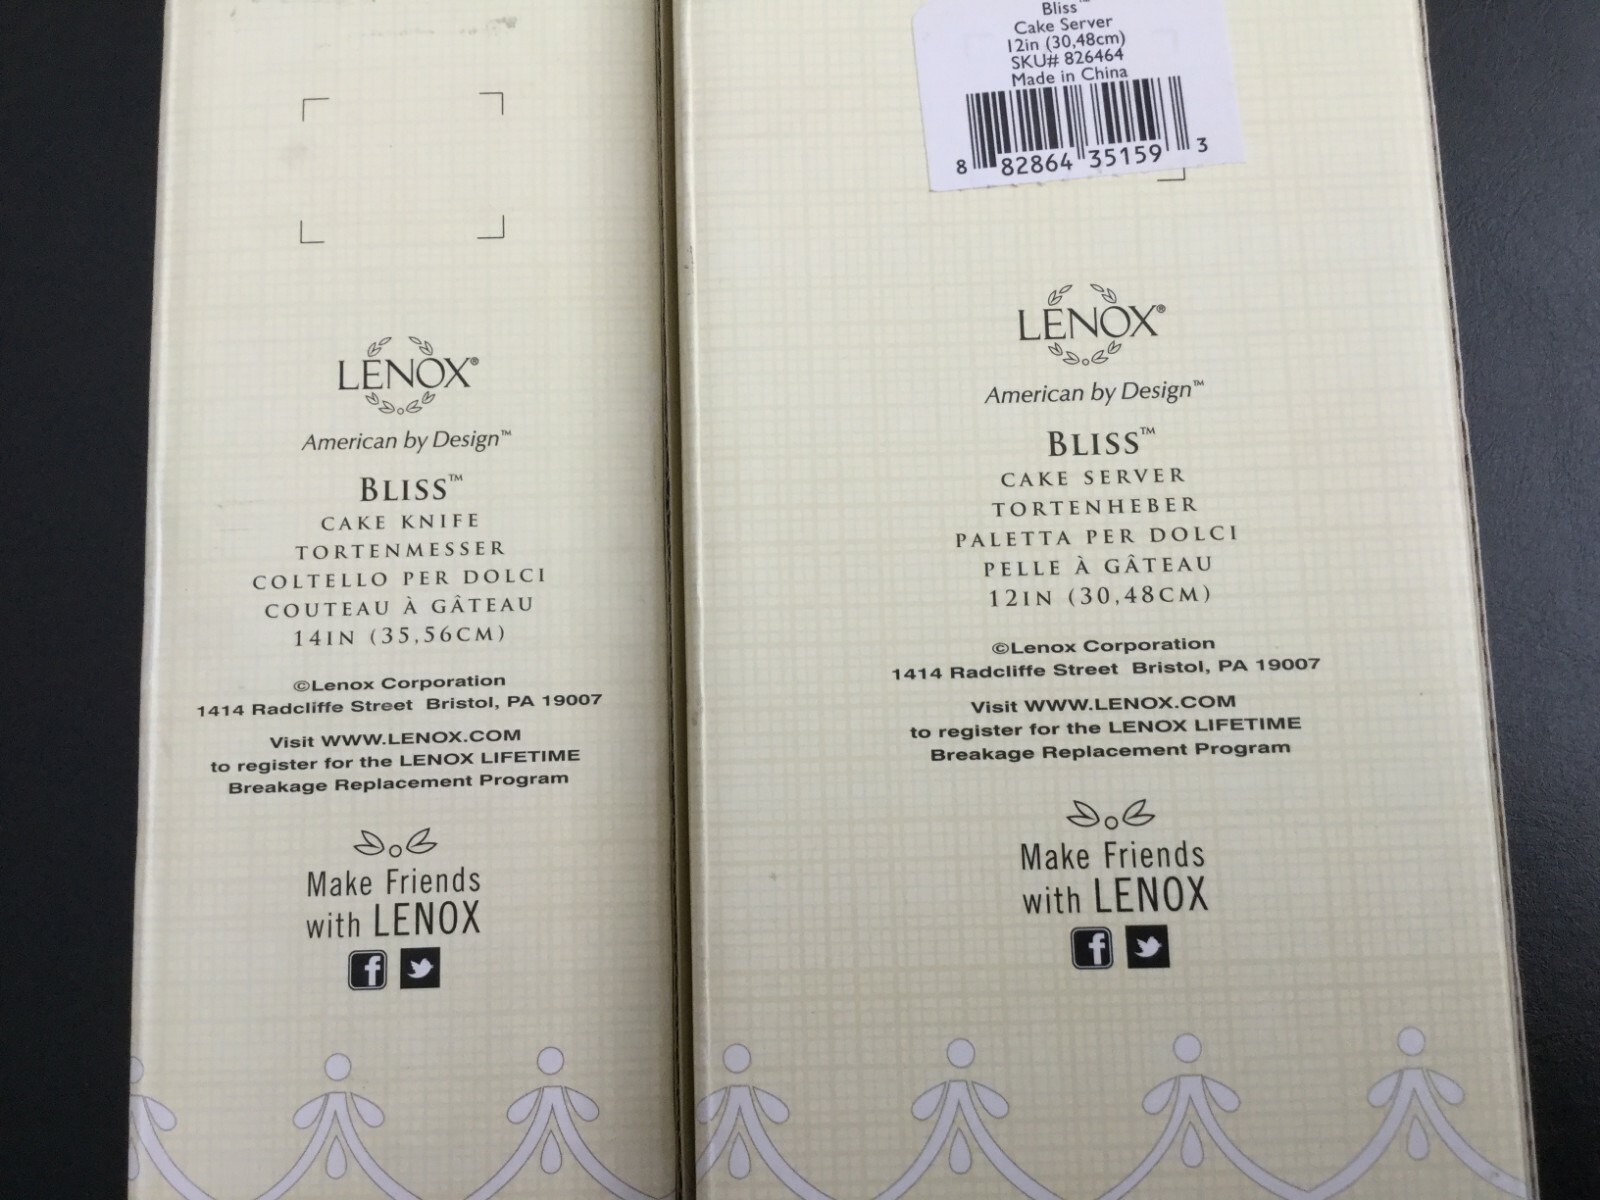 LENOX®
American by Design™
BLISS™
CAKE KNIFE
TORTENMESSER
COLTELLO PER DOLCI
COUTEAU À GÂTEAU
14IN (35,56CM)
©Lenox Corporation
1414 Radcliffe Street Bristol, PA 19007
Visit WWW.LENOX.COM
to register for the LENOX LIFETIME
Breakage Replacement Program
Make Friends
with LENOX
f
Bliss™
Cake Server
12in (30,48cm)
SKU# 826464
Made in China
8 82864 35159 3
LENOX®
American by Design™
BLISS™
CAKE SERVER
TORTENHEBER
PALETTA PER DOLCI
PELLE À GÂTEAU
12IN (30,48CM)
©Lenox Corporation
1414 Radcliffe Street Bristol, PA 19007
Visit WWW.LENOX.COM
to register for the LENOX LIFETIME
Breakage Replacement Program
Make Friends
with LENOX
f